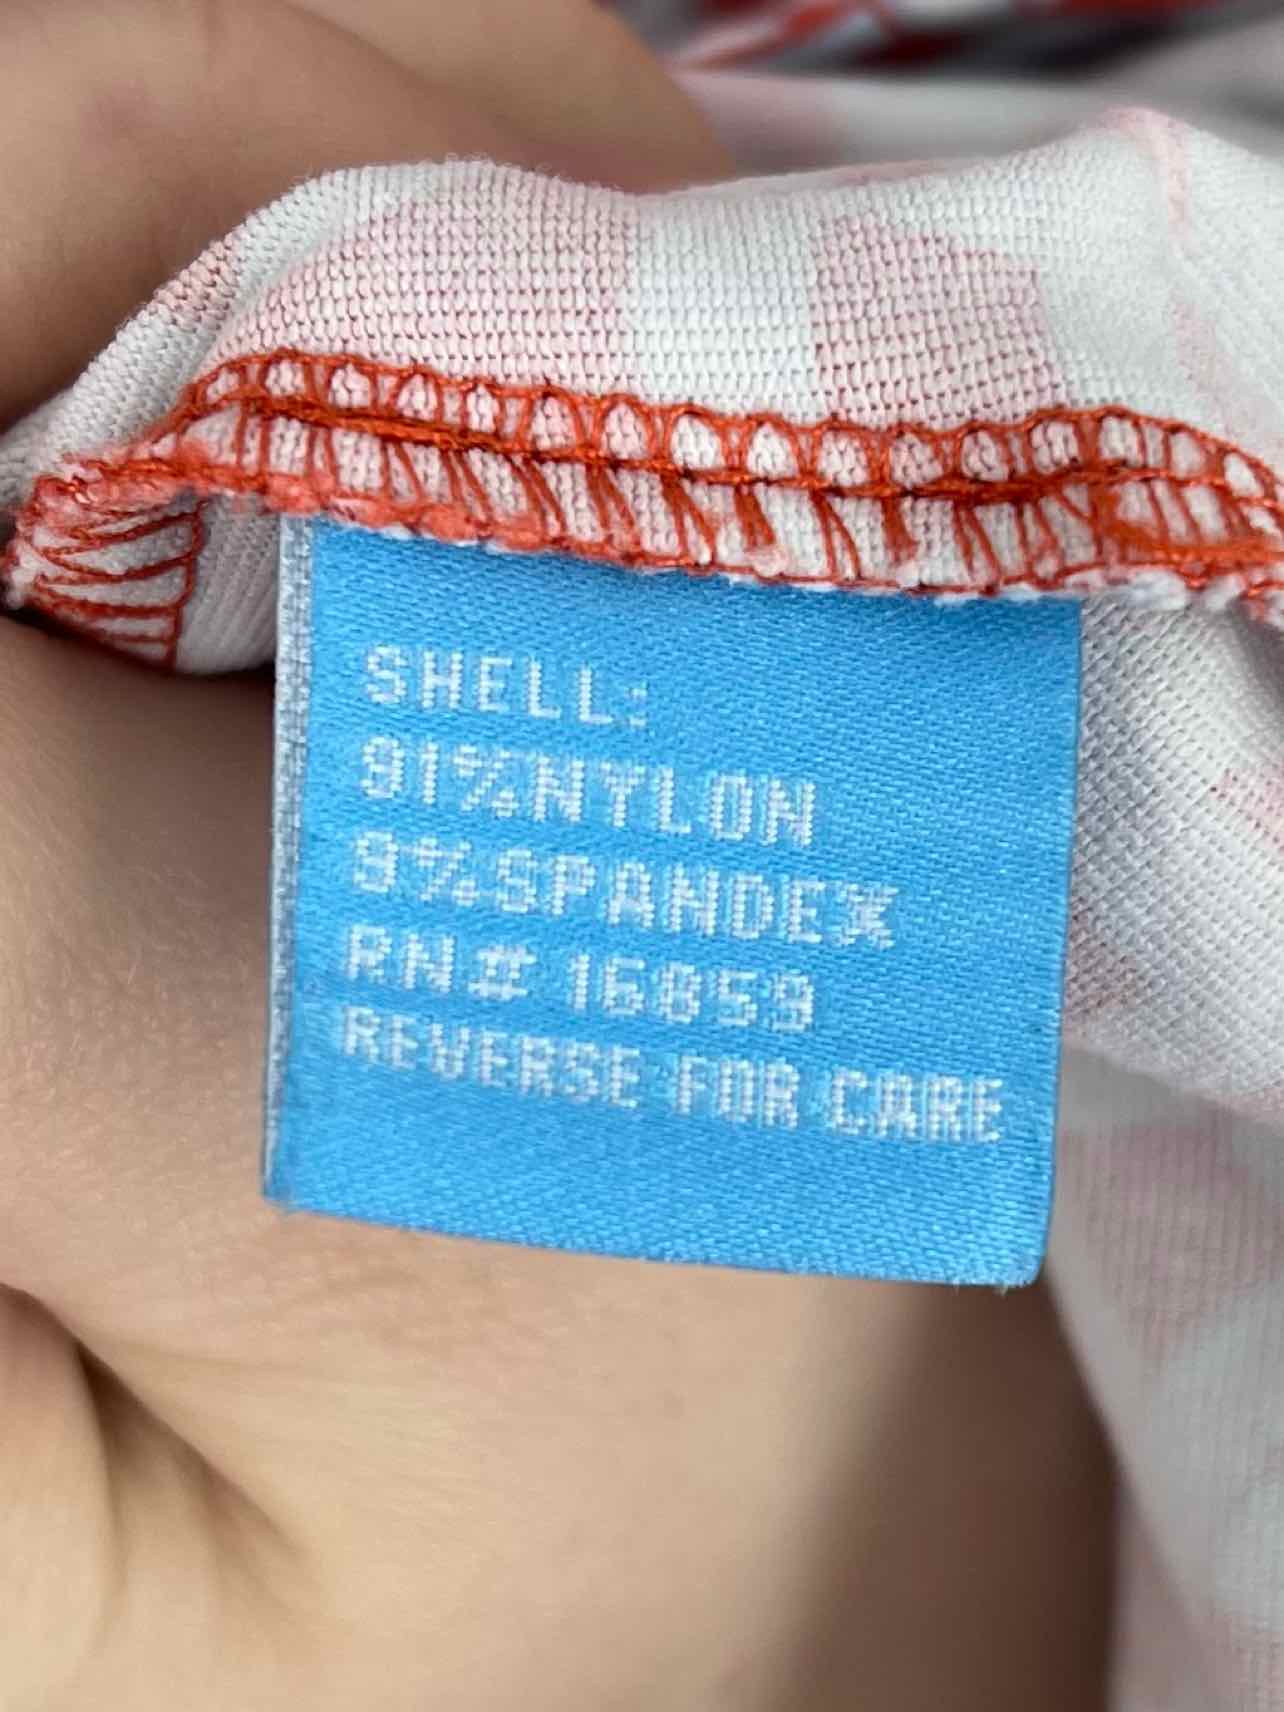 SHELL:
91%NYLON
9%SPANDEX
RN# 16859
REVERSE FOR CARE